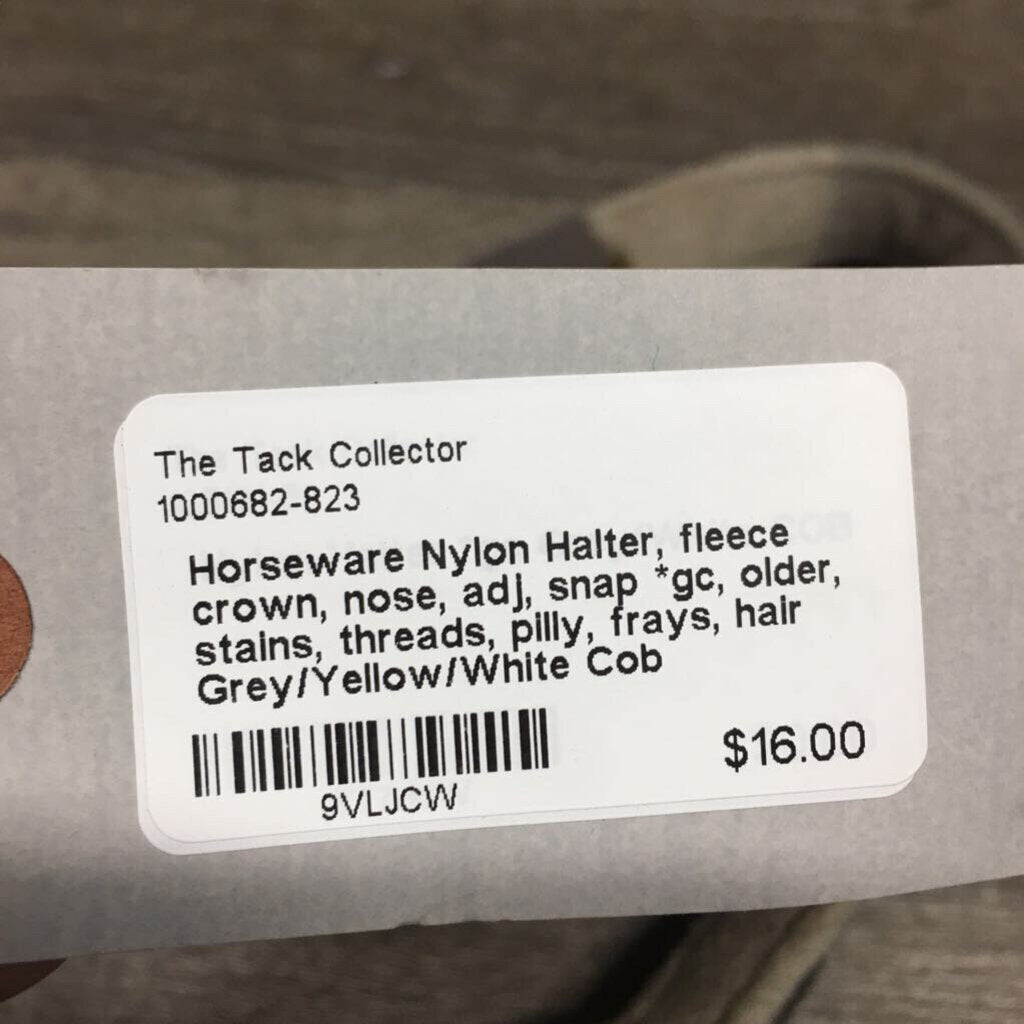 The Tack Collector
1000682-823
Horseware Nylon Halter, fleece
crown, nose, adj, snap *gc, older,
stains, threads, pilly, frays, hair
Grey/Yellow/White Cob
$16.00
9VLJCW